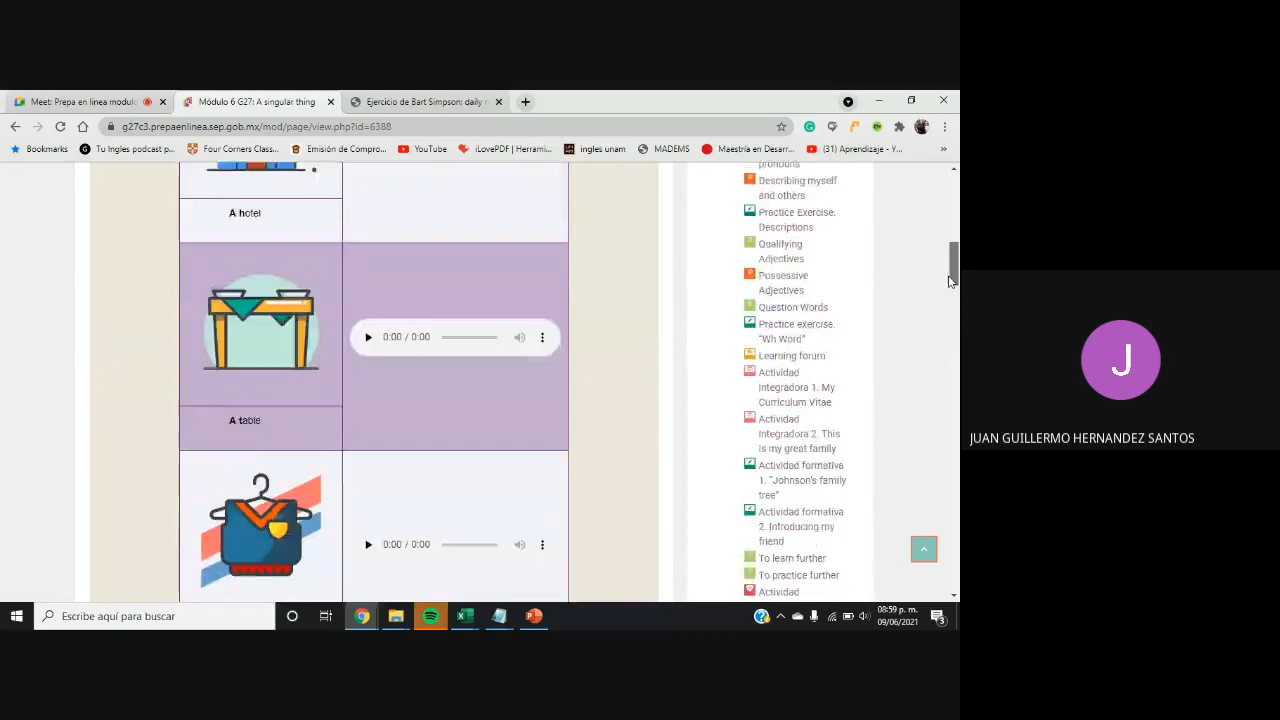 Meet: Prepa en linea modul
Módulo 6 G27: A singular thing
Ejercicio de Bart Simpson: daily r
g27c3.prepaenlinea.sep.gob.mx/mod/page/view.php?id=6388
Bookmarks
Tu Ingles podcast p...
Four Corners Class...
Emisión de Compro...
YouTube
iLovePDF | Herrami...
ingles unam
MADEMS
Maestría en Desarr...
(31) Aprendizaje - Y...
»
A hotel
0:00 / 0:00
A table
0:00 / 0:00
pronouns
Describing myself
and others
Practice Exercise.
Descriptions
Qualifying
Adjectives
Possessive
Adjectives
Question Words
Practice exercise.
"Wh Word"
Learning forum
Actividad
Integradora 1. My
Curriculum Vitae
Actividad
Integradora 2. This
is my great family
Actividad formativa
1. "Johnson's family
tree"
Actividad formativa
2. Introducing my
friend
To learn further
To practice further
Actividad
J
JUAN GUILLERMO HERNANDEZ SANTOS
Escribe aquí para buscar
08:59 p. m.
09/06/2021
3